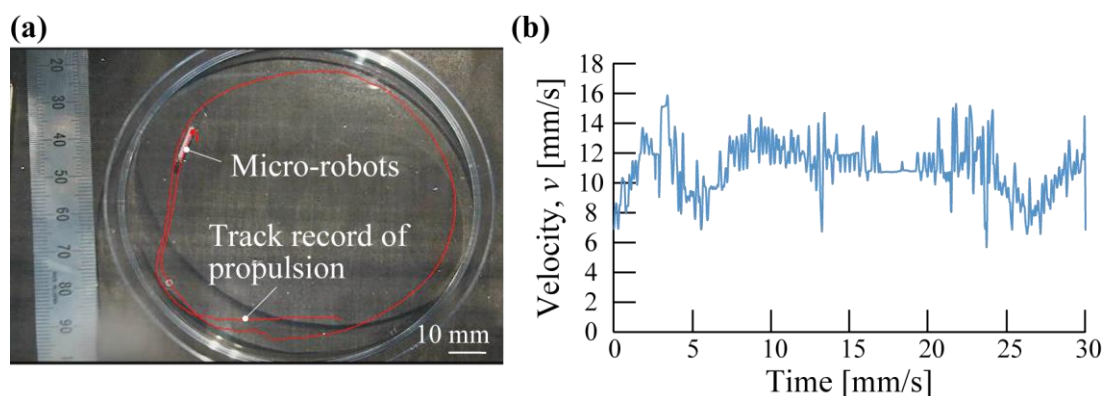 (a)
20
30
40
50
60
70
80
90
Micro-robots
Track record of
propulsion
10 mm
(b)
Velocity, v [mm/s]
18
16
14
12
10
8
6
4
2
0
0 5 10 15 20 25 30
Time [mm/s]